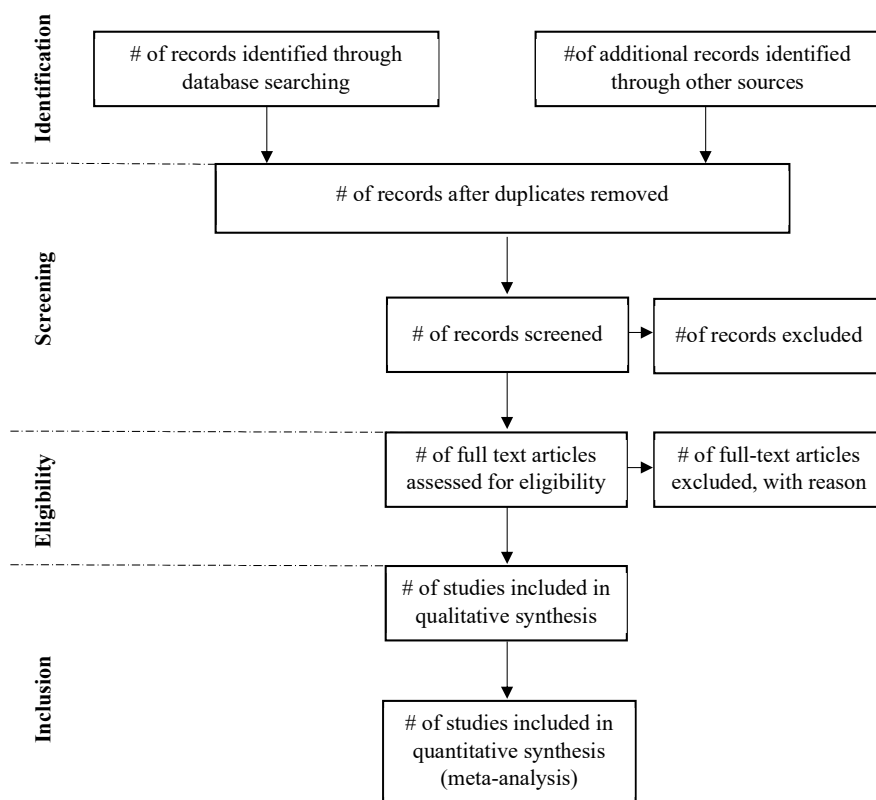 Identification
# of records identified through
database searching
#of additional records identified
through other sources
Screening
# of records after duplicates removed
# of records screened
#of records excluded
Eligibility
# of full text articles
assessed for eligibility
# of full-text articles
excluded, with reason
Inclusion
# of studies included in
qualitative synthesis
# of studies included in
quantitative synthesis
(meta-analysis)